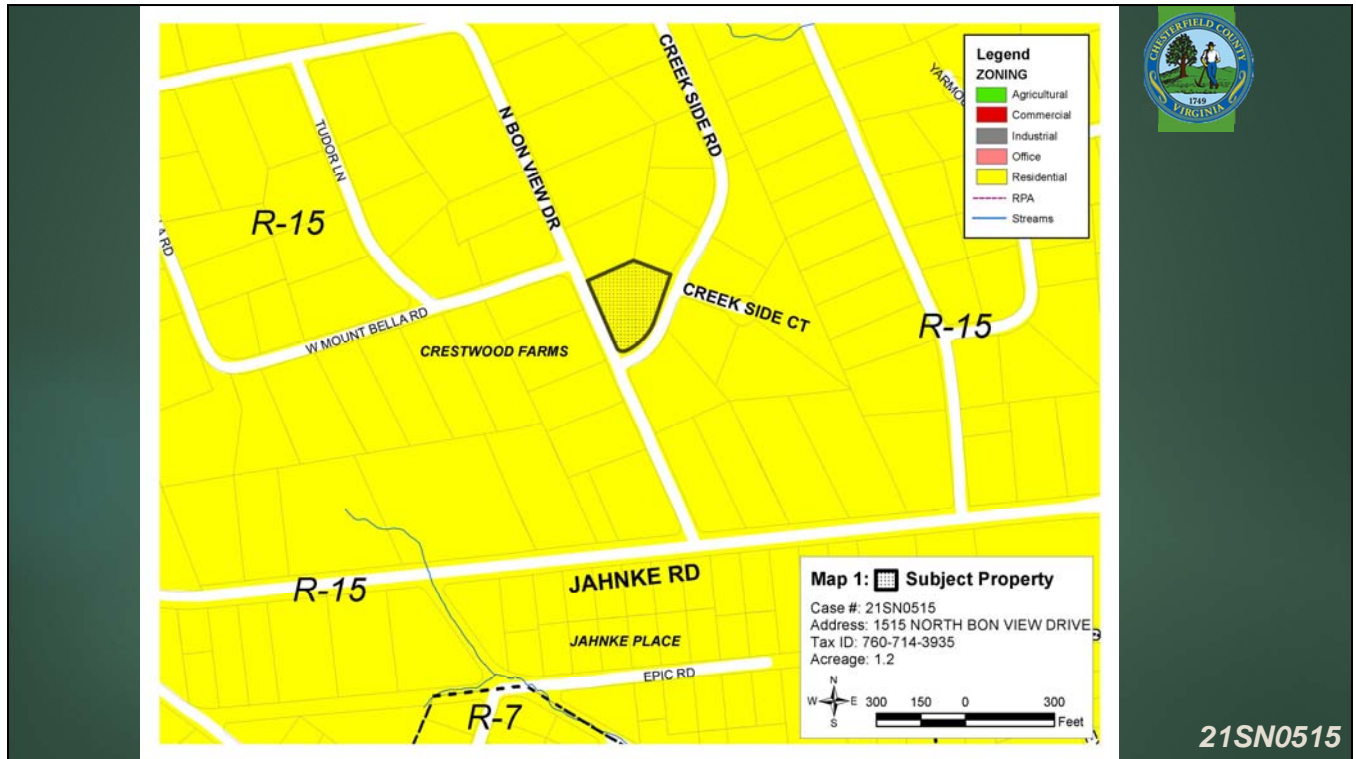 CHESTERFIELD COUNTY
1749
VIRGINIA
Legend
ZONING
Agricultural
Commercial
Industrial
Office
Residential
RPA
Streams
CREEK SIDE RD
N BON VIEW DR
TUDOR LN
R-15
CREEK SIDE CT
R-15
W MOUNT BELLA RD
CRESTWOOD FARMS
R-15
JAHNKE RD
JAHNKE PLACE
EPIC RD
R-7
Map 1: Subject Property
Case #: 21SN0515
Address: 1515 NORTH BON VIEW DRIVE
Tax ID: 760-714-3935
Acreage: 1.2
N
W E
S
300 150 0 300
Feet
21SN0515